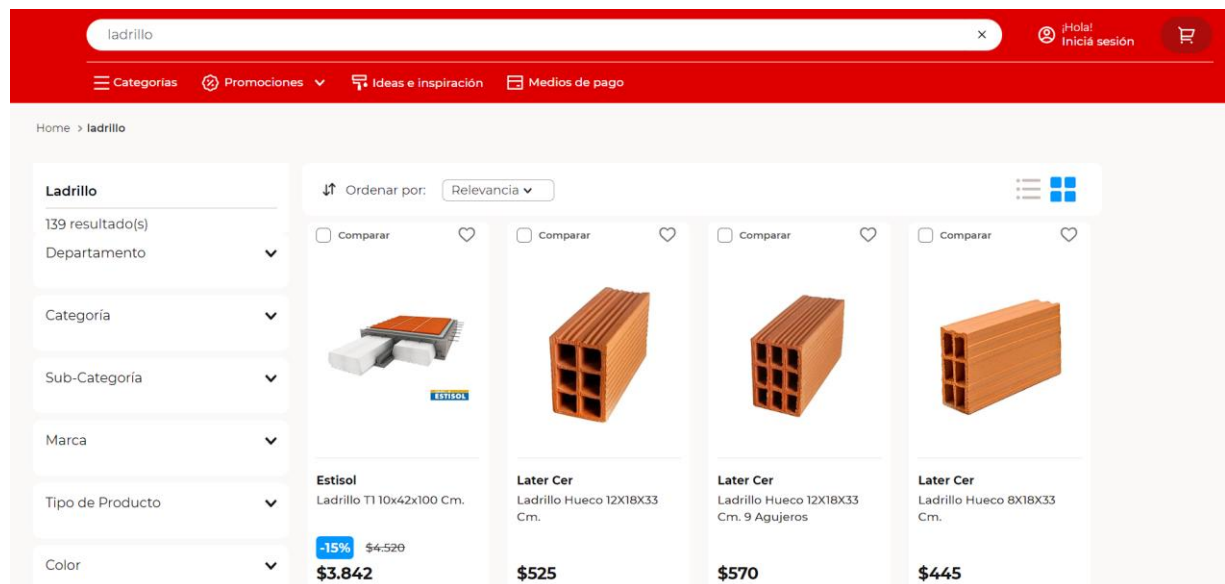 ladrillo
¡Hola!
Iniciá sesión
Categorías
Promociones
Ideas e inspiración
Medios de pago
Home > ladrillo
Ladrillo
139 resultado(s)
Departamento
Categoría
Sub-Categoría
Marca
Tipo de Producto
Color
Ordenar por:
Relevancia
Comparar
ESTISOL
Estisol
Ladrillo T1 10x42x100 Cm.
-15% $4.520
$3.842
Comparar
Later Cer
Ladrillo Hueco 12X18X33
Cm.
$525
Comparar
Later Cer
Ladrillo Hueco 12X18X33
Cm. 9 Agujeros
$570
Comparar
Later Cer
Ladrillo Hueco 8X18X33
Cm.
$445